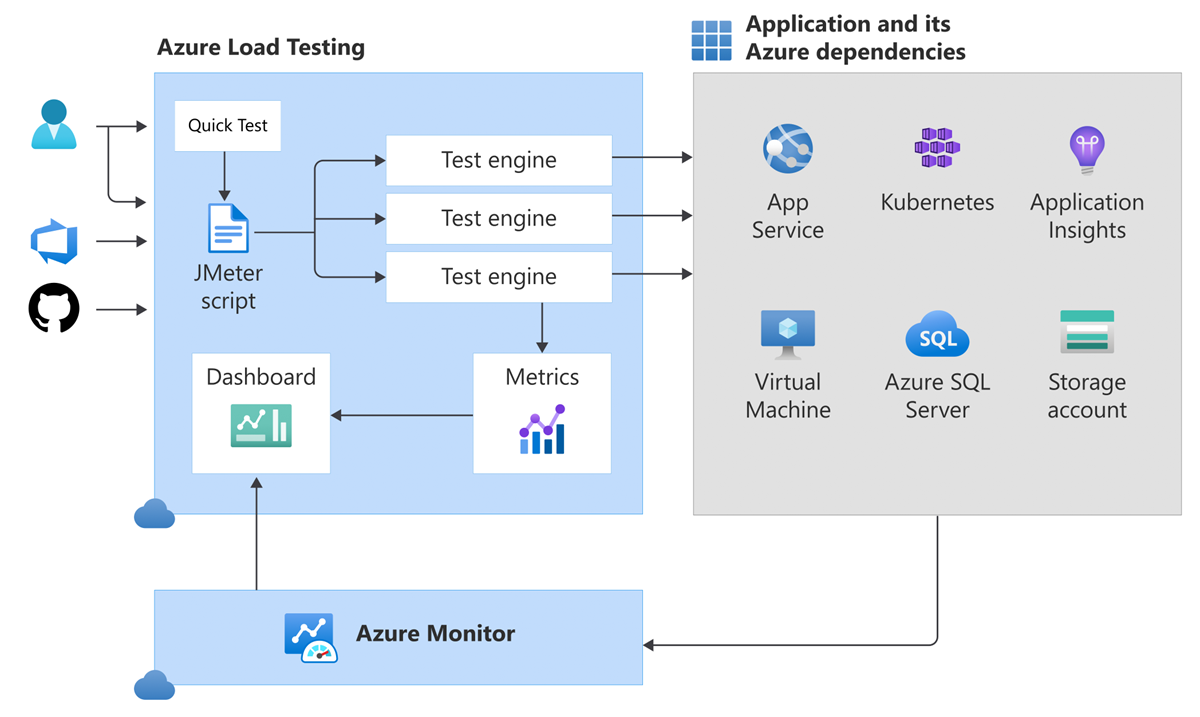 Azure Load Testing
Application and its
Azure dependencies
Quick Test
Test engine
Test engine
Test engine
JMeter
script
Dashboard
Metrics
App
Service
Kubernetes
Application
Insights
Virtual
Machine
SQL
Azure SQL
Server
Storage
account
Azure Monitor